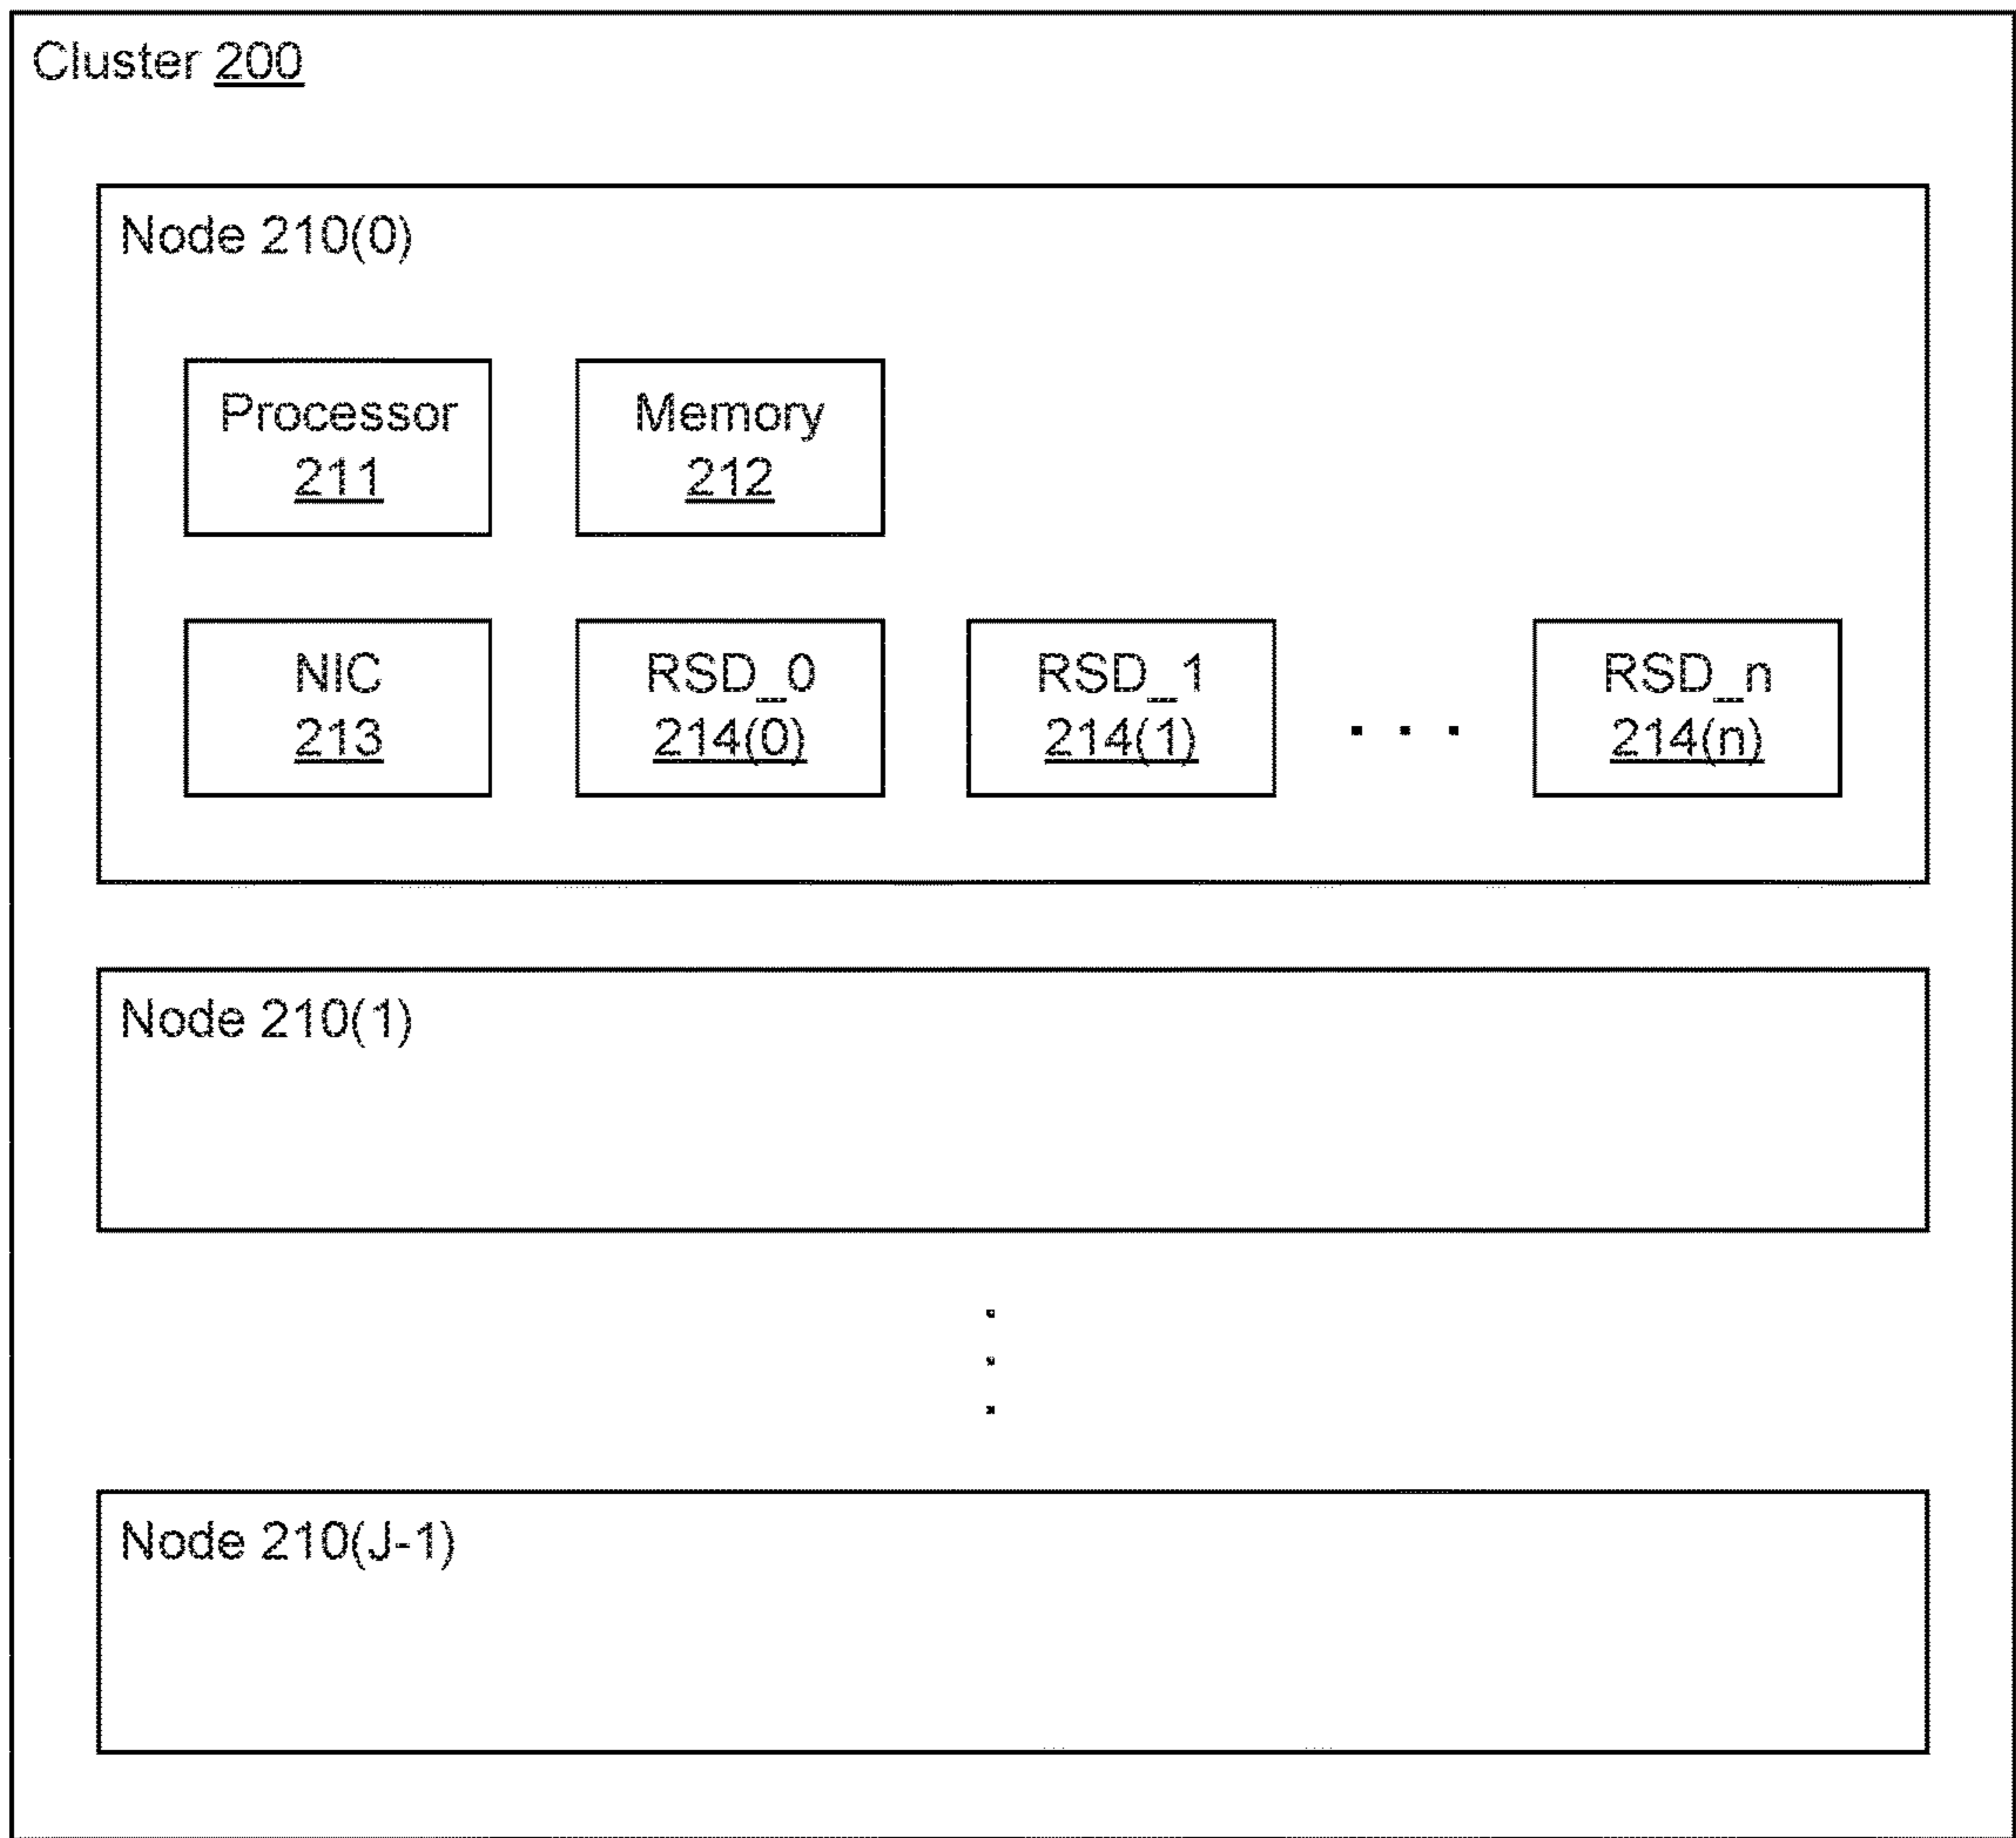 Cluster 200
Node 210(0)
Processor
211
Memory
212
NIC
213
RSD_0
214(0)
RSD_1
214(1)
. . .
RSD_n
214(n)
Node 210(1)
Node 210(J-1)